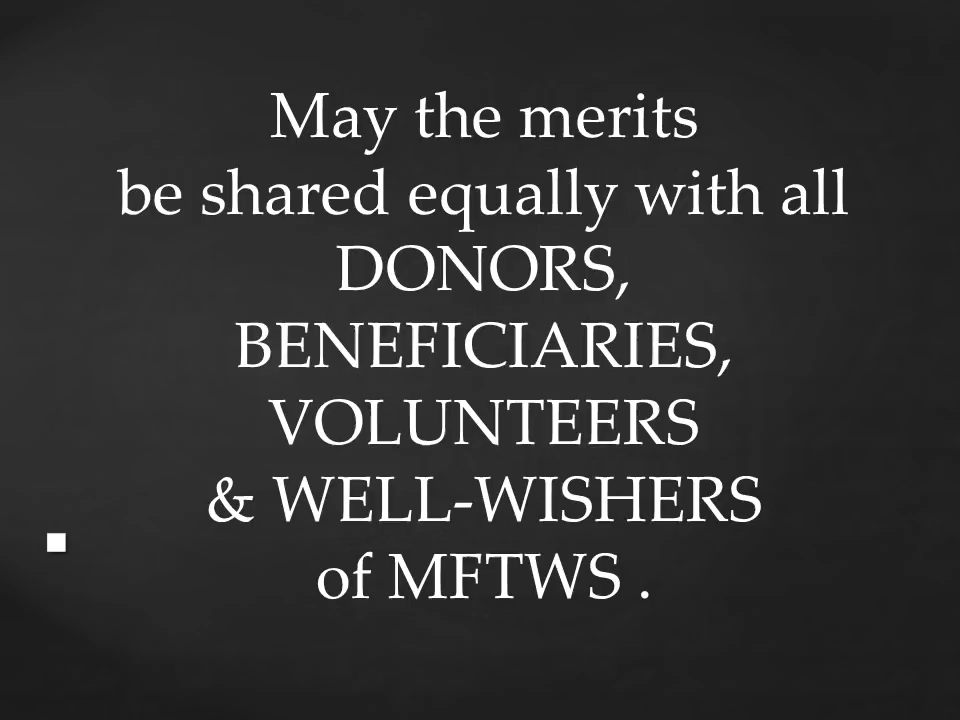 May the merits
be shared equally with all
DONORS,
BENEFICIARIES,
VOLUNTEERS
& WELL-WISHERS
of MFTWS .